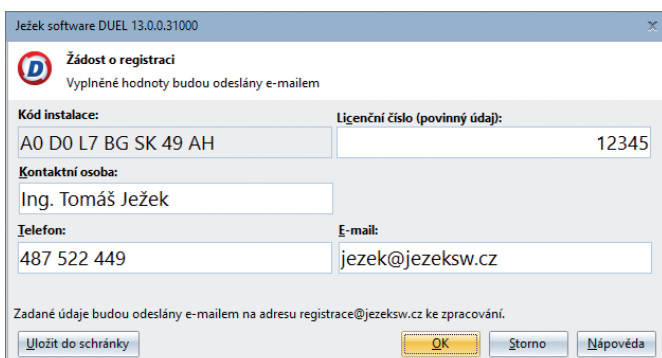 Ježek software DUEL 13.0.0.31000
Žádost o registraci
Vyplněné hodnoty budou odeslány e-mailem
Kód instalace:
Licenční číslo (povinný údaj):
A0 D0 L7 BG SK 49 AH
12345
Kontaktní osoba:
Ing. Tomáš Ježek
Telefon:
E-mail:
487 522 449
jezek@jezeksw.cz
Zadané údaje budou odeslány e-mailem na adresu registrace@jezeksw.cz ke zpracování.
Uložit do schránky
OK
Storno
Nápověda